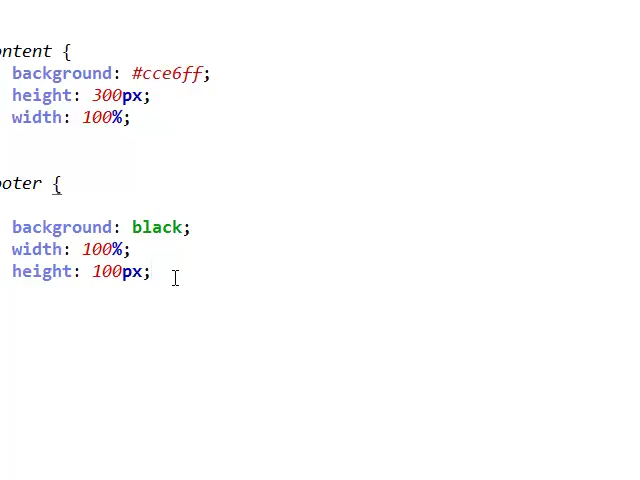 ontent {
background: #cce6ff;
height: 300px;
width: 100%;
ooter {
background: black;
width: 100%;
height: 100px;